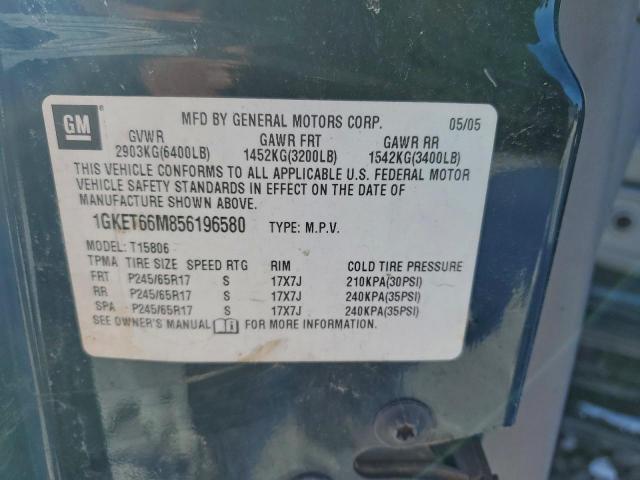 GM
MFD BY GENERAL MOTORS CORP. 05/05
GVWR GAWR FRT GAWR RR
2903KG(6400LB) 1452KG(3200LB) 1542KG(3400LB)
THIS VEHICLE CONFORMS TO ALL APPLICABLE U.S. FEDERAL MOTOR
VEHICLE SAFETY STANDARDS IN EFFECT ON THE DATE OF
MANUFACTURE SHOWN ABOVE.
1GKET66M856196580 TYPE: M.P.V.
MODEL: T15806
TPMA TIRE SIZE SPEED RTG RIM COLD TIRE PRESSURE
FRT P245/65R17 S 17X7J 210KPA(30PSI)
RR P245/65R17 S 17X7J 240KPA(35PSI)
SPA P245/65R17 S 17X7J 240KPA(35PSI)
SEE OWNER'S MANUAL FOR MORE INFORMATION.